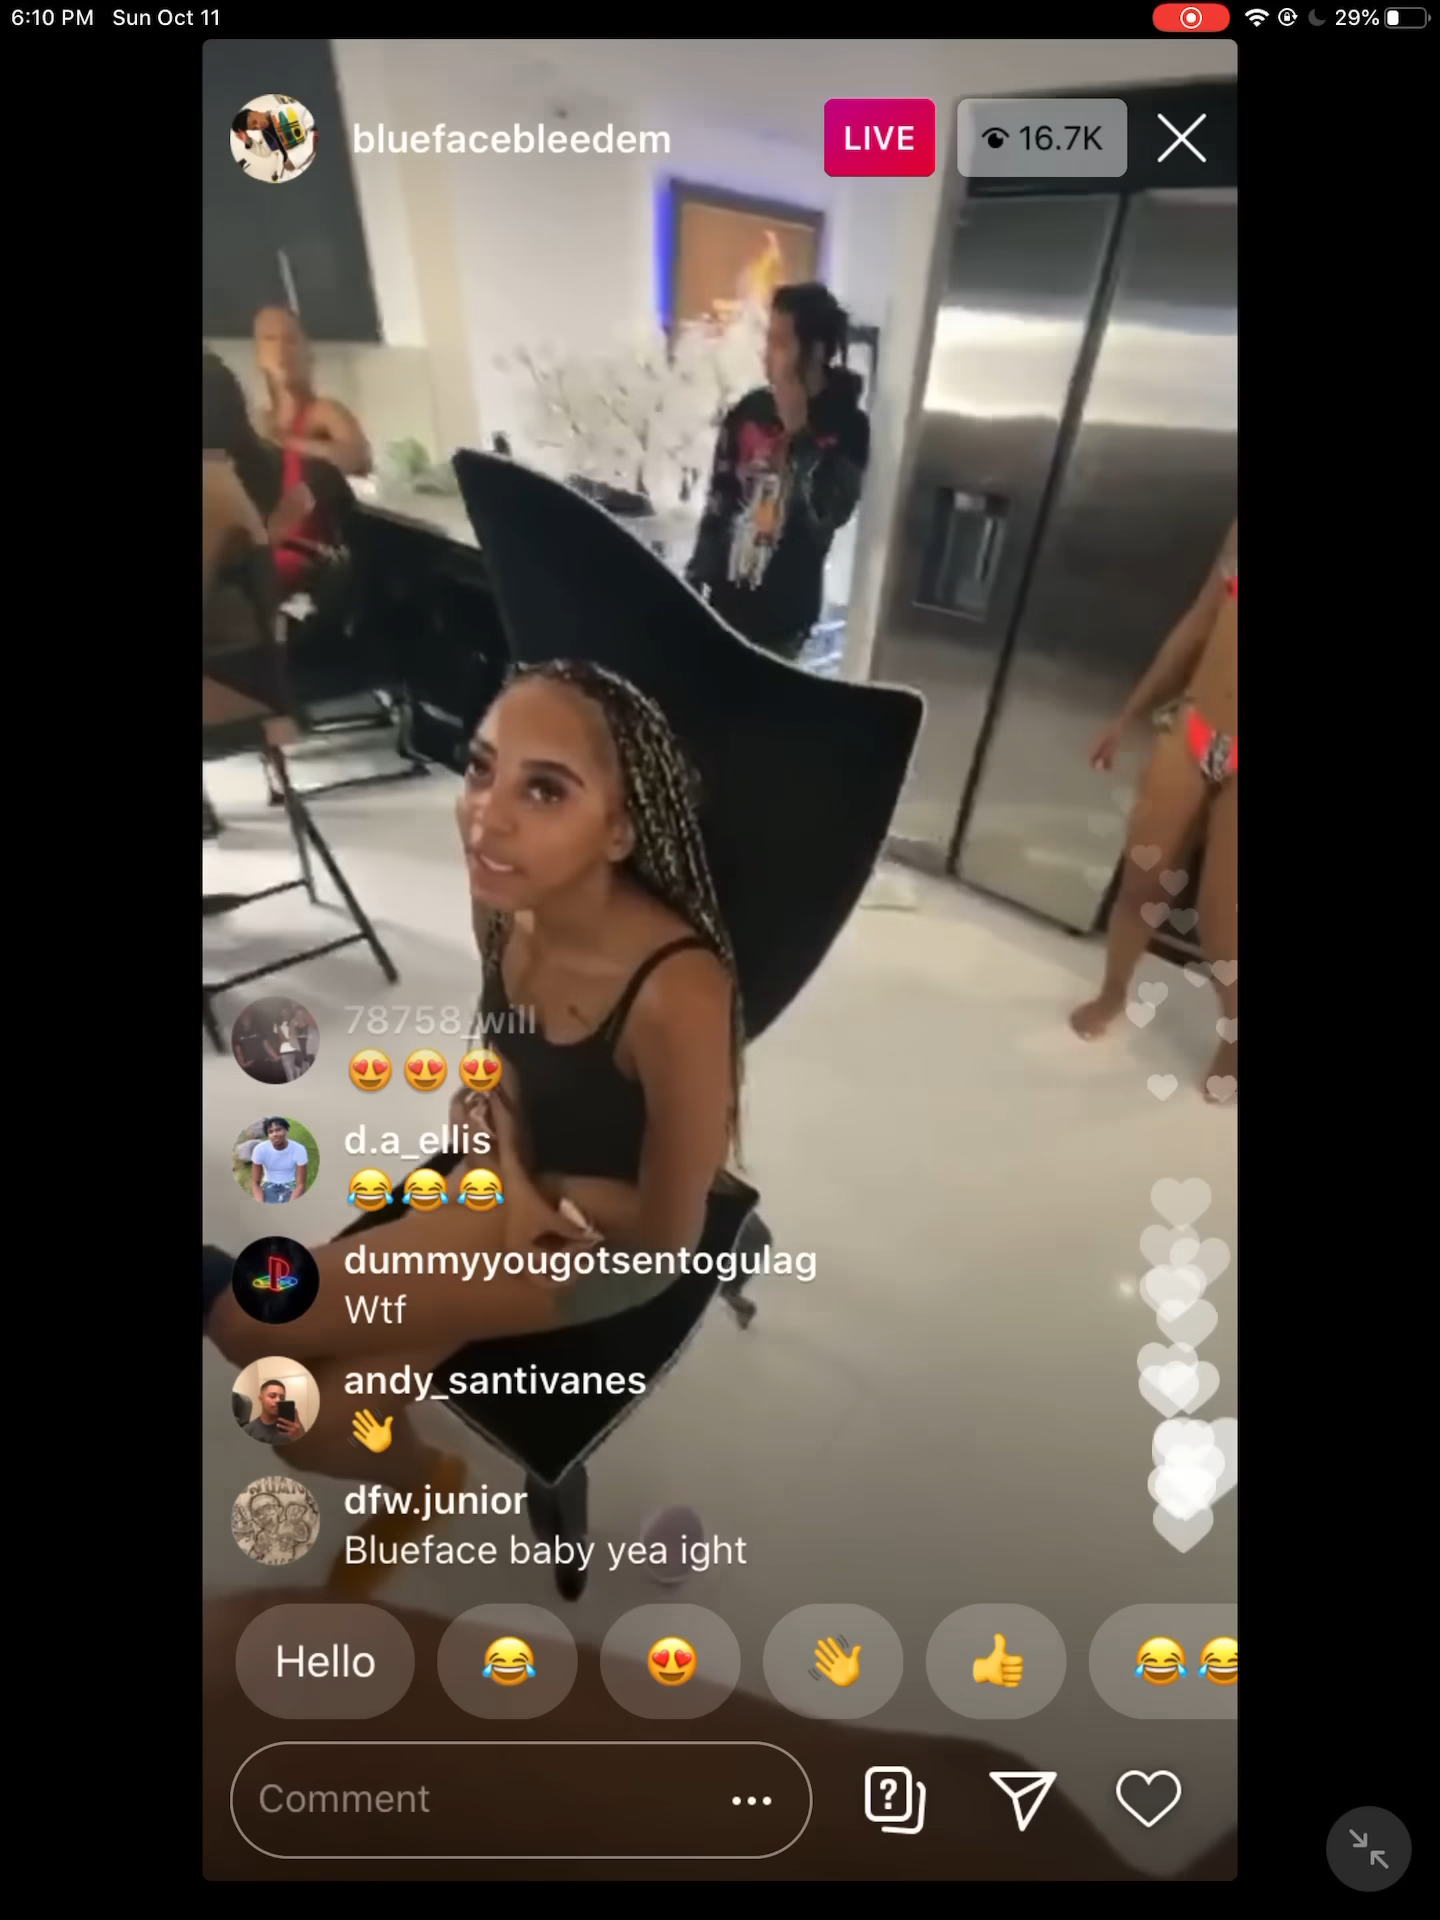 6:10 PM Sun Oct 11
29%
bluefacebleedem
LIVE
16.7K
78758_will
😍😍😍
d.a_ellis
😂😂😂
dummyyougotsentogulag
Wtf
andy_santivanes
👋
dfw.junior
Blueface baby yea ight
Hello 😂 😍 👋 👍 😂😂
Comment